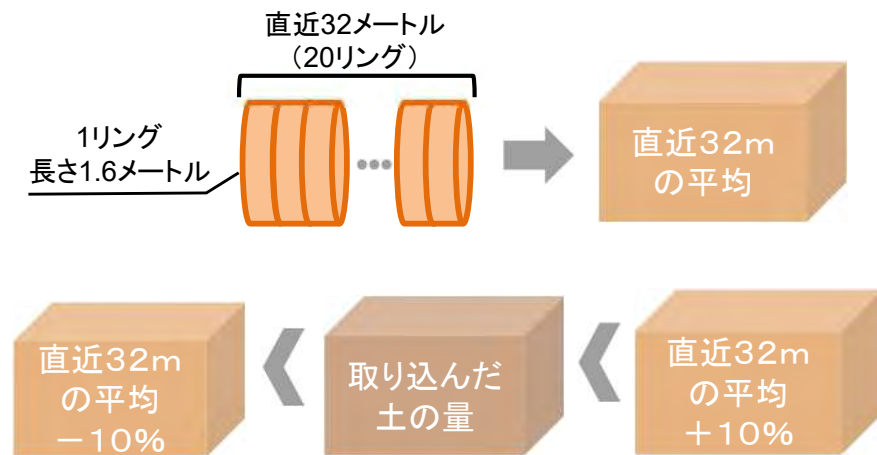 直近32メートル
（20リング）
1リング
長さ1.6メートル
直近32m
の平均
直近32m
の平均
－10%
取り込んだ
土の量
直近32m
の平均
＋10%